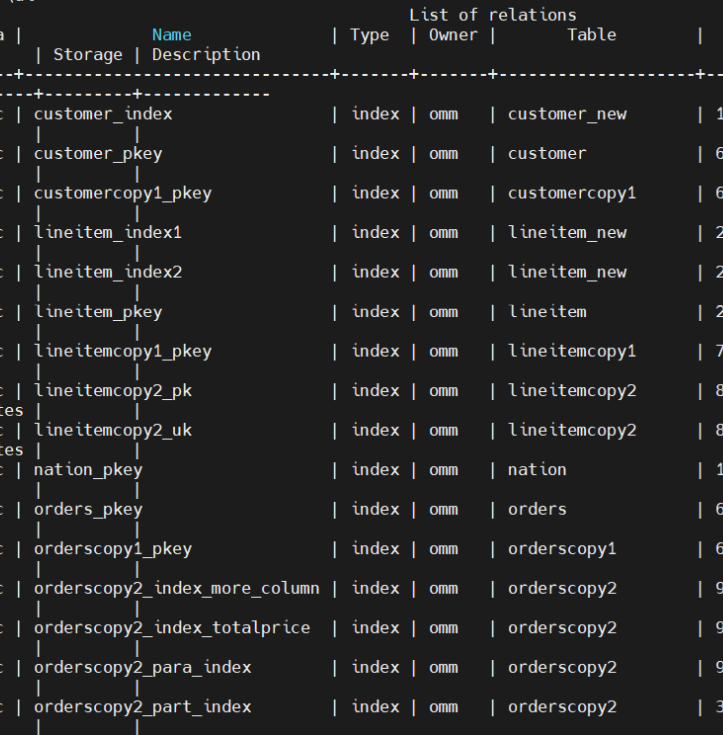 List of relations
a |                Name                | Type  | Owner |       Table        |
| Storage | Description
--+-------------------------------+-------+-------+--------------------+--
----+---------+-------------
c | customer_index                | index | omm   | customer_new       | 1
|         |
c | customer_pkey                 | index | omm   | customer           | 6
|         |
c | customercopy1_pkey            | index | omm   | customercopy1      | 6
|         |
c | lineitem_index1               | index | omm   | lineitem_new       | 2
|         |
c | lineitem_index2               | index | omm   | lineitem_new       | 2
|         |
c | lineitem_pkey                 | index | omm   | lineitem           | 2
|         |
c | lineitemcopy1_pkey            | index | omm   | lineitemcopy1      | 7
|         |
c | lineitemcopy2_pk              | index | omm   | lineitemcopy2      | 8
tes |         |
c | lineitemcopy2_uk              | index | omm   | lineitemcopy2      | 8
tes |         |
c | nation_pkey                   | index | omm   | nation             | 1
|         |
c | orders_pkey                   | index | omm   | orders             | 6
|         |
c | orderscopy1_pkey              | index | omm   | orderscopy1        | 6
|         |
c | orderscopy2_index_more_column | index | omm   | orderscopy2        | 9
|         |
c | orderscopy2_index_totalprice  | index | omm   | orderscopy2        | 9
|         |
c | orderscopy2_para_index        | index | omm   | orderscopy2        | 9
|         |
c | orderscopy2_part_index        | index | omm   | orderscopy2        | 3
|         |